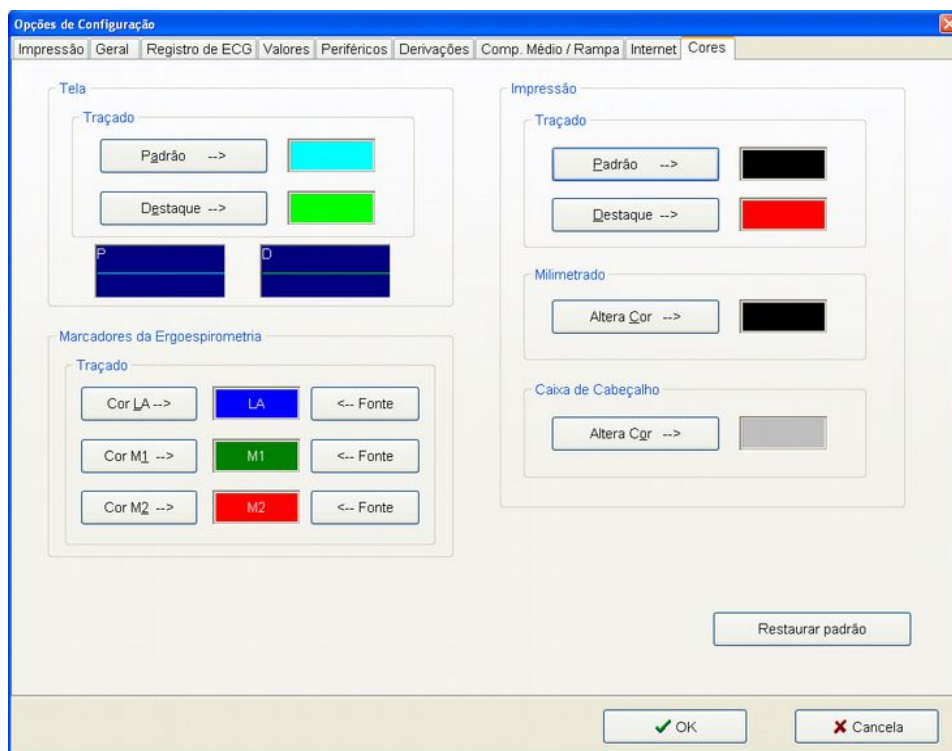 Opções de Configuração
Impressão Geral Registro de ECG Valores Periféricos Derivações Comp. Médio / Rampa Internet Cores
Tela
Traçado
Padrão -->
Destaque -->
P D
Marcadores da Ergoespirometria
Traçado
Cor LA --> LA <-- Fonte
Cor M1 --> M1 <-- Fonte
Cor M2 --> M2 <-- Fonte
Impressão
Traçado
Padrão -->
Destaque -->
Milimetrado
Altera Cor -->
Caixa de Cabeçalho
Altera Cor -->
Restaurar padrão
OK Cancela